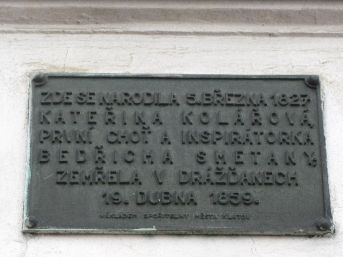 ZDE SE NARODILA 5. BŘEZNA 1827
KATEŘINA KOLÁŘOVÁ,
PRVNÍ CHOŤ A INSPIRÁTORKA
BEDŘICHA SMETANY,
ZEMŘELA V DRÁŽĎANECH
19. DUBNA 1859.
NÁKLADEM SPOŘITELNY MĚSTA KLATOV